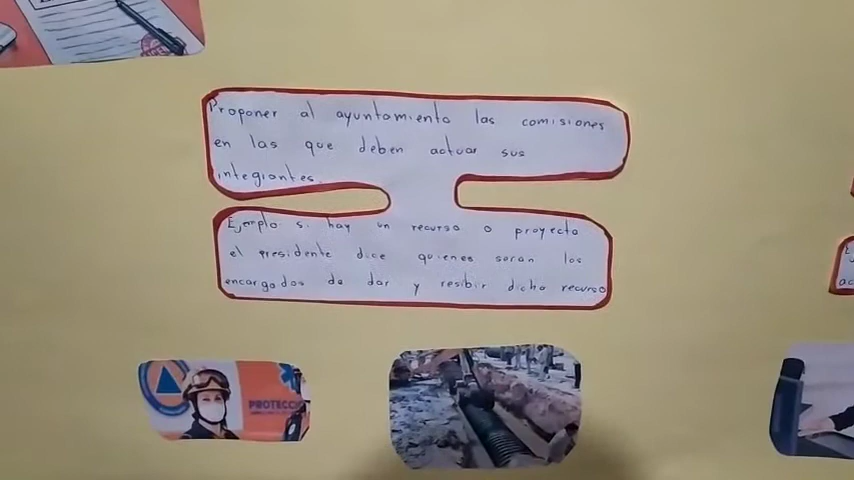 Proponer al ayuntamiento las comisiones
en las que deben actuar sus
integrantes.
Ejemplo si hay un recurso o proyecto
el presidente dice quienes seran los
encargados de dar y resibir dicho recurso
PROTECCI